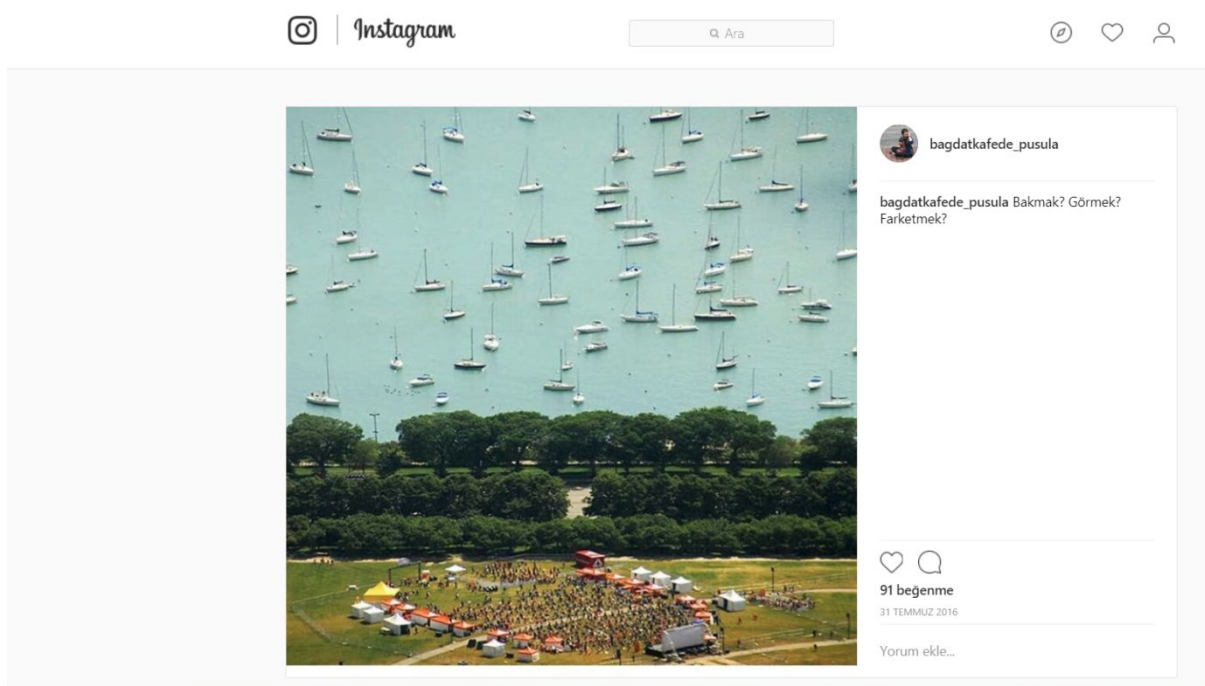 Instagram
Ara
bagdatkafede_pusula
bagdatkafede_pusula Bakmak? Görmek?
Farketmek?
91 beğenme
31 TEMMUZ 2016
Yorum ekle...